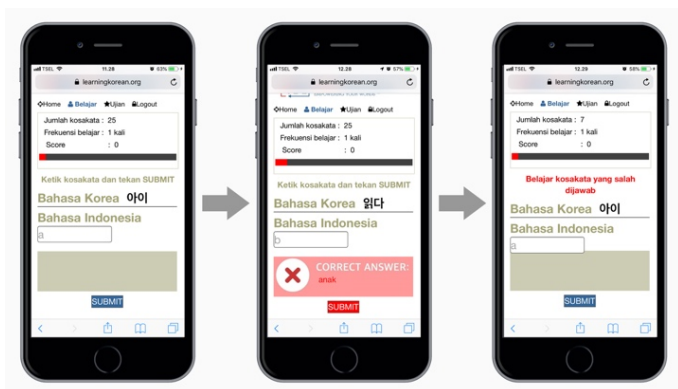 TSEL 11.28 63%
learningkorean.org
Home Belajar Ujian Logout
Jumlah kosakata : 25
Frekuensi belajar : 1 kali
Score : 0
Ketik kosakata dan tekan SUBMIT
Bahasa Korea 아이
Bahasa Indonesia
a
SUBMIT
TSEL 12.28 57%
learningkorean.org
Home Belajar Ujian Logout
Jumlah kosakata : 25
Frekuensi belajar : 1 kali
Score : 0
Ketik kosakata dan tekan SUBMIT
Bahasa Korea 읽다
Bahasa Indonesia
b
CORRECT ANSWER:
anak
SUBMIT
TSEL 12.29 58%
learningkorean.org
Home Belajar Ujian Logout
Jumlah kosakata : 7
Frekuensi belajar : 1 kali
Score : 0
Belajar kosakata yang salah
dijawab
Bahasa Korea 아이
Bahasa Indonesia
a
SUBMIT